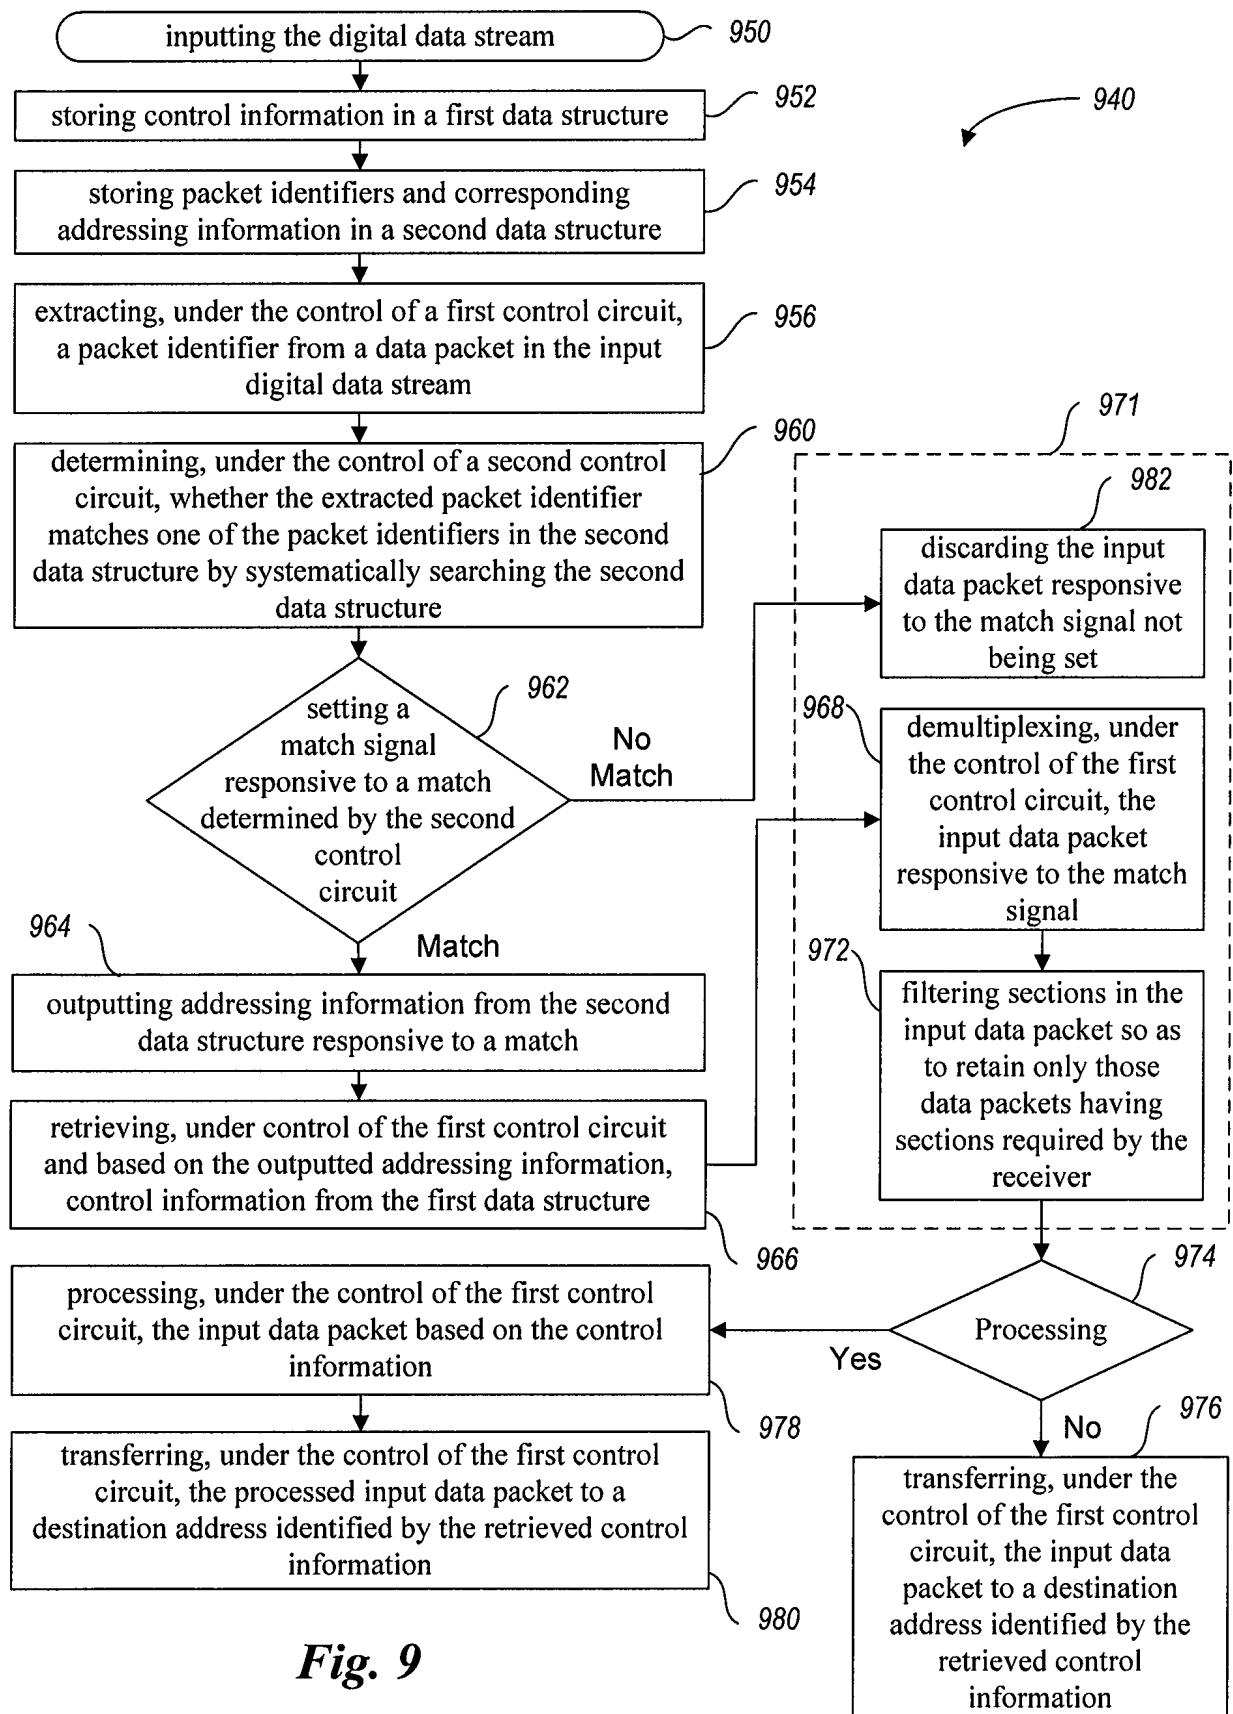 inputting the digital data stream
950
storing control information in a first data structure
952
940
storing packet identifiers and corresponding
addressing information in a second data structure
954
extracting, under the control of a first control circuit,
a packet identifier from a data packet in the input
digital data stream
956
determining, under the control of a second control
circuit, whether the extracted packet identifier
matches one of the packet identifiers in the second
data structure by systematically searching the second
data structure
960
971
982
discarding the input
data packet responsive
to the match signal not
being set
setting a
match signal
responsive to a match
determined by the second
control
circuit
962
No
Match
968
demultiplexing, under
the control of the first
control circuit, the
input data packet
responsive to the match
signal
964
Match
outputting addressing information from the second
data structure responsive to a match
972
filtering sections in the
input data packet so as
to retain only those
data packets having
sections required by the
receiver
retrieving, under control of the first control circuit
and based on the outputted addressing information,
control information from the first data structure
966
974
Processing
Yes
No
processing, under the control of the first control
circuit, the input data packet based on the control
information
978
976
transferring, under the control of the first control
circuit, the processed input data packet to a
destination address identified by the retrieved control
information
980
transferring, under the
control of the first control
circuit, the input data
packet to a destination
address identified by the
retrieved control
information
Fig. 9